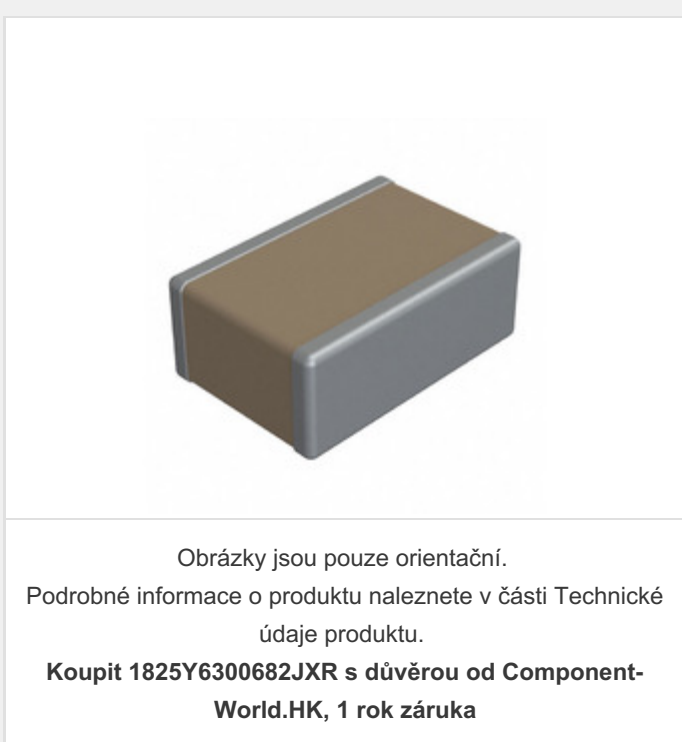 Obrázky jsou pouze orientační.
Podrobné informace o produktu naleznete v části Technické
údaje produktu.
Koupit 1825Y6300682JXR s důvěrou od Component-
World.HK, 1 rok záruka